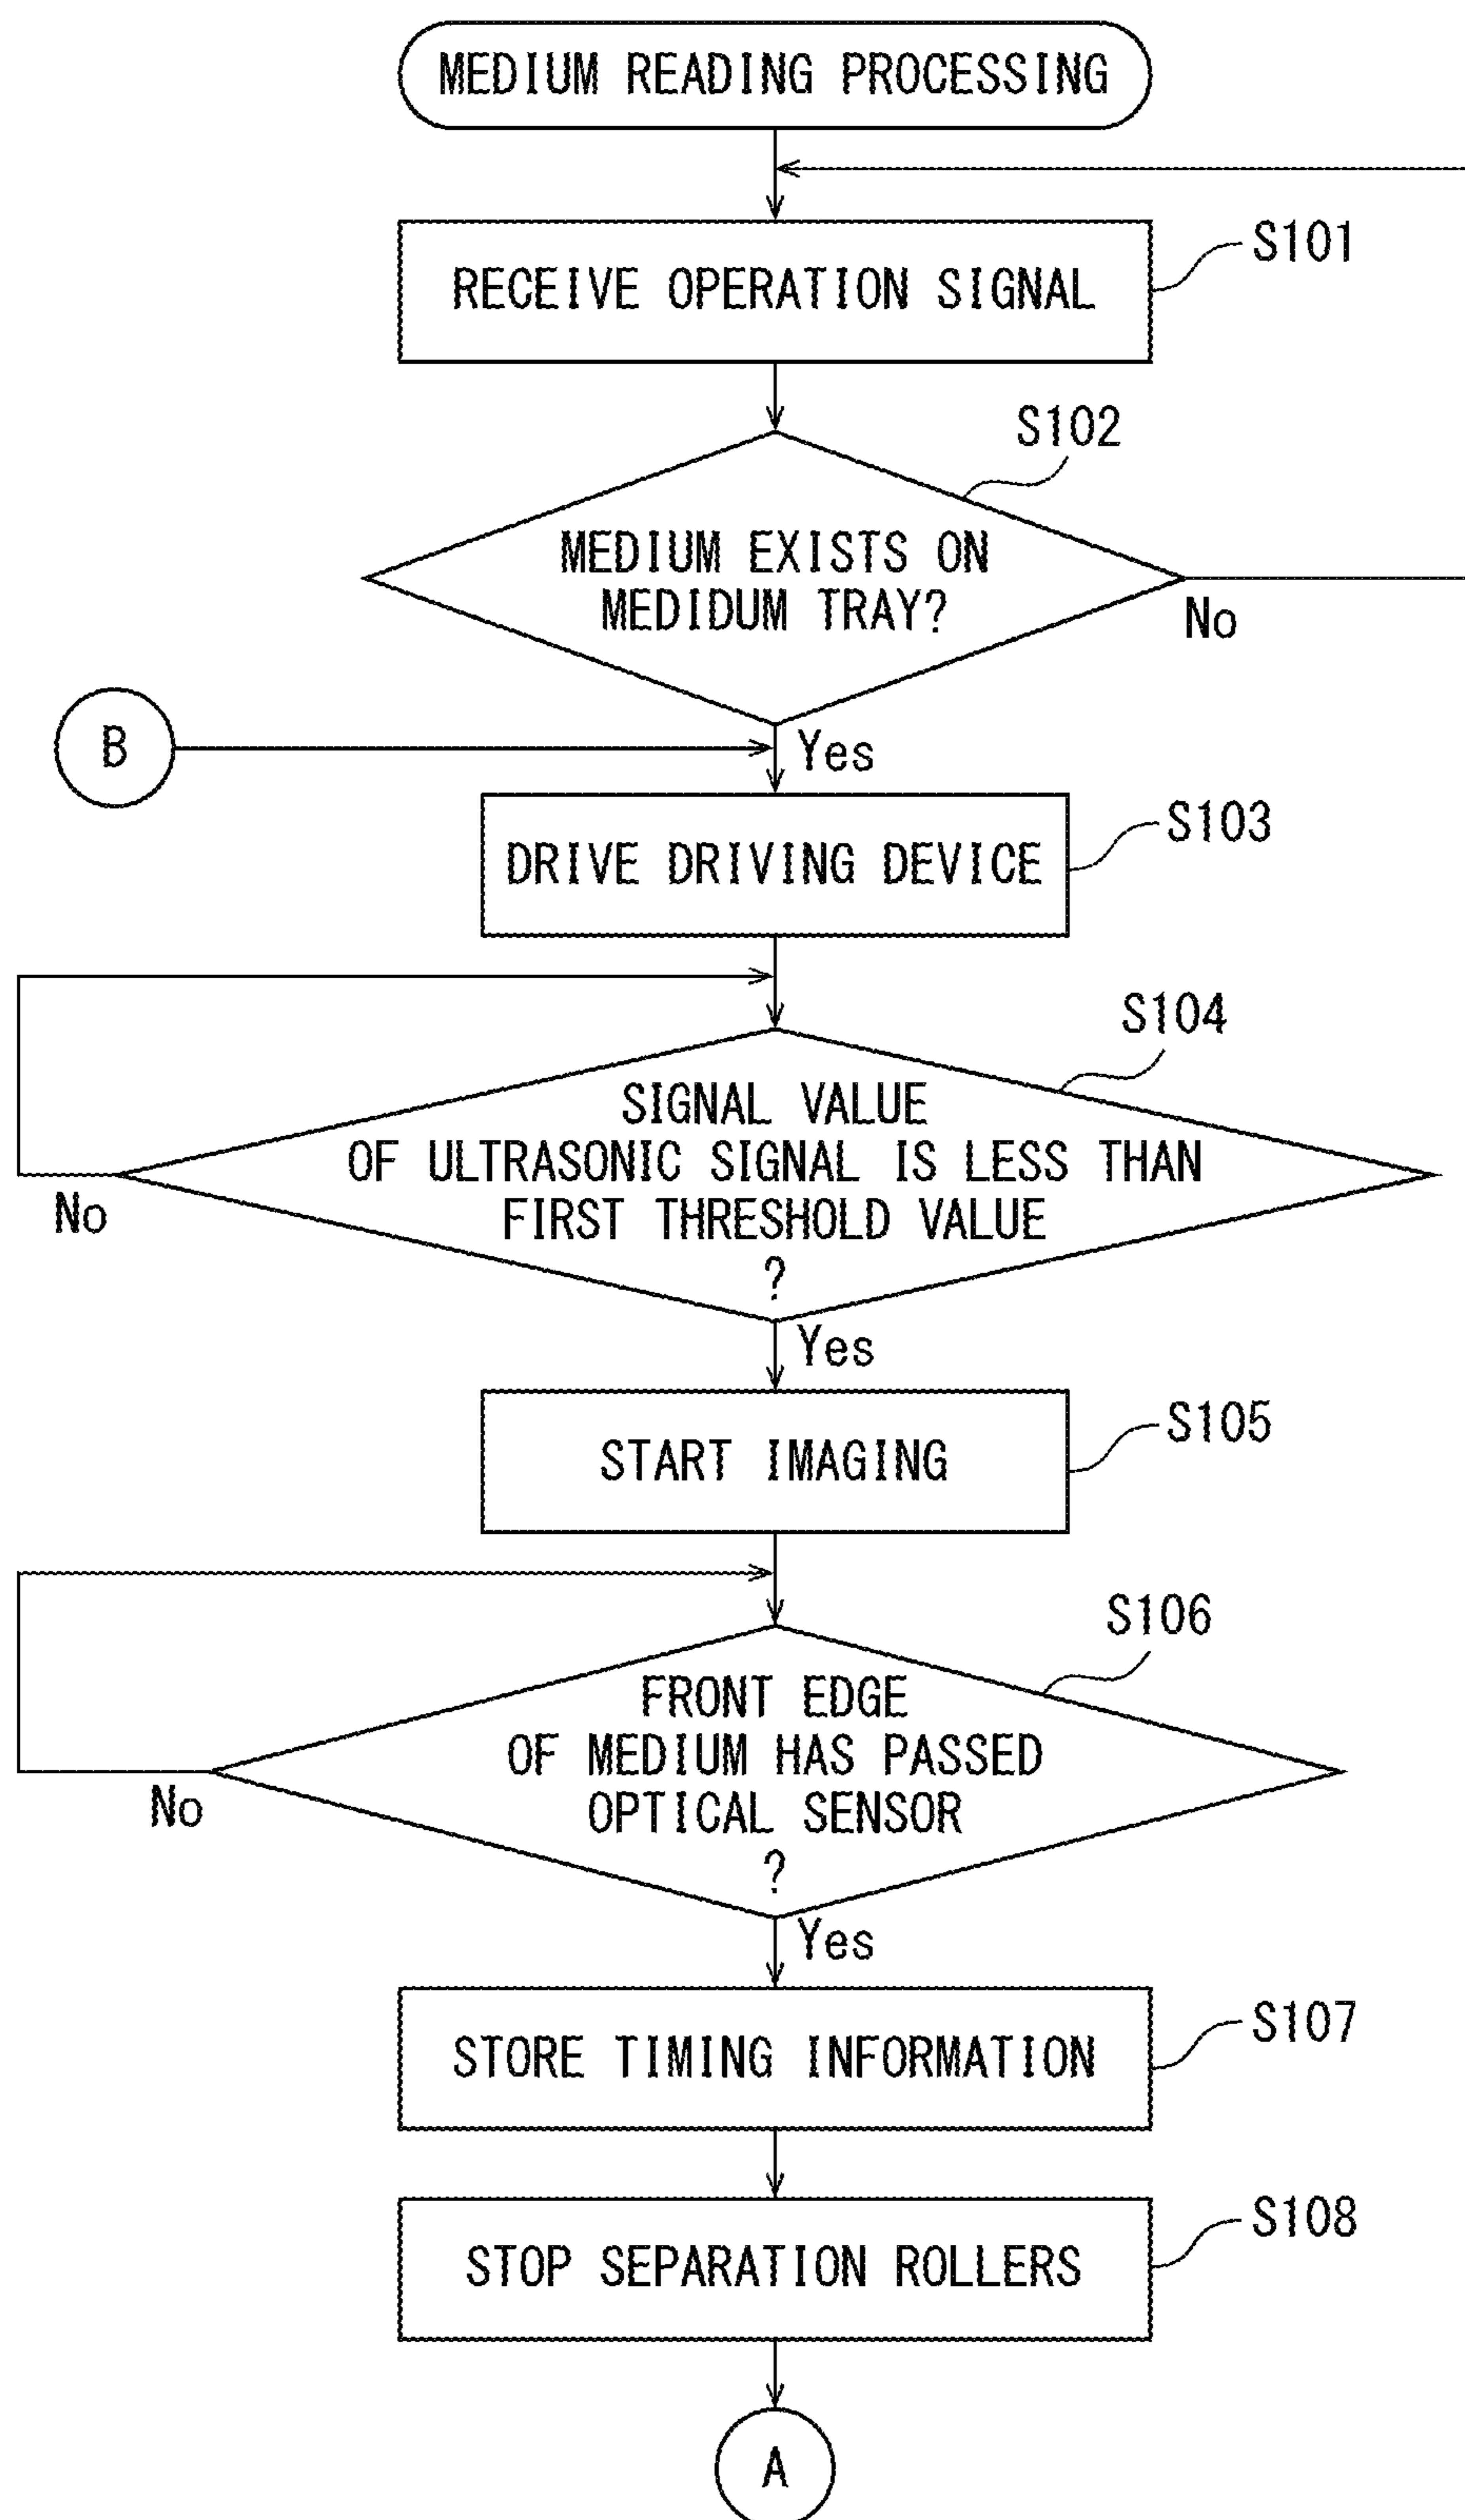 MEDIUM READING PROCESSING
RECEIVE OPERATION SIGNAL
S101
S102
MEDIUM EXISTS ON
MEDIDUM TRAY?
No
B
Yes
DRIVE DRIVING DEVICE
S103
S104
SIGNAL VALUE
OF ULTRASONIC SIGNAL IS LESS THAN
FIRST THRESHOLD VALUE
?
No
Yes
START IMAGING
S105
S106
FRONT EDGE
OF MEDIUM HAS PASSED
OPTICAL SENSOR
?
No
Yes
STORE TIMING INFORMATION
S107
STOP SEPARATION ROLLERS
S108
A